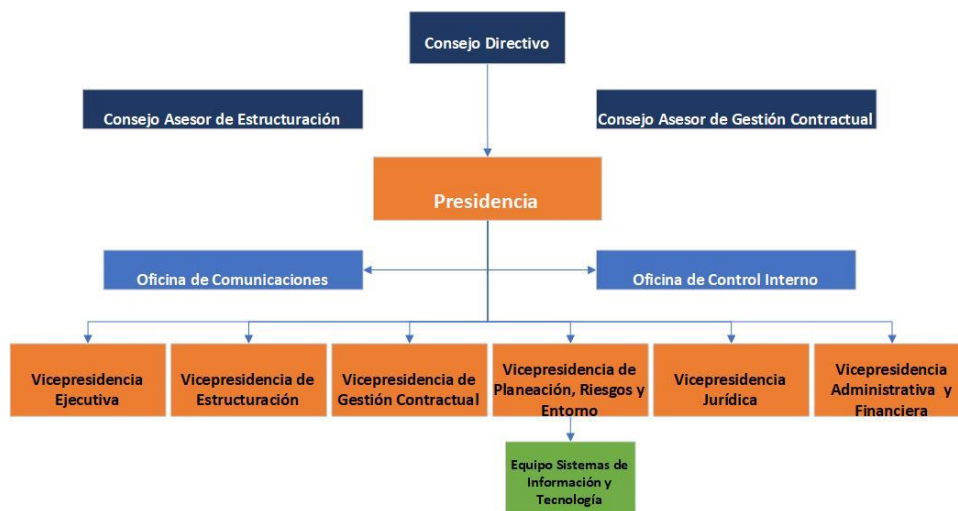 Consejo Directivo
Consejo Asesor de Estructuración
Consejo Asesor de Gestión Contractual
Presidencia
Oficina de Comunicaciones
Oficina de Control Interno
Vicepresidencia
Ejecutiva
Vicepresidencia de
Estructuración
Vicepresidencia de
Gestión Contractual
Vicepresidencia de
Planeación, Riesgos y
Entorno
Vicepresidencia
Jurídica
Vicepresidencia
Administrativa y
Financiera
Equipo Sistemas de
Información y
Tecnología